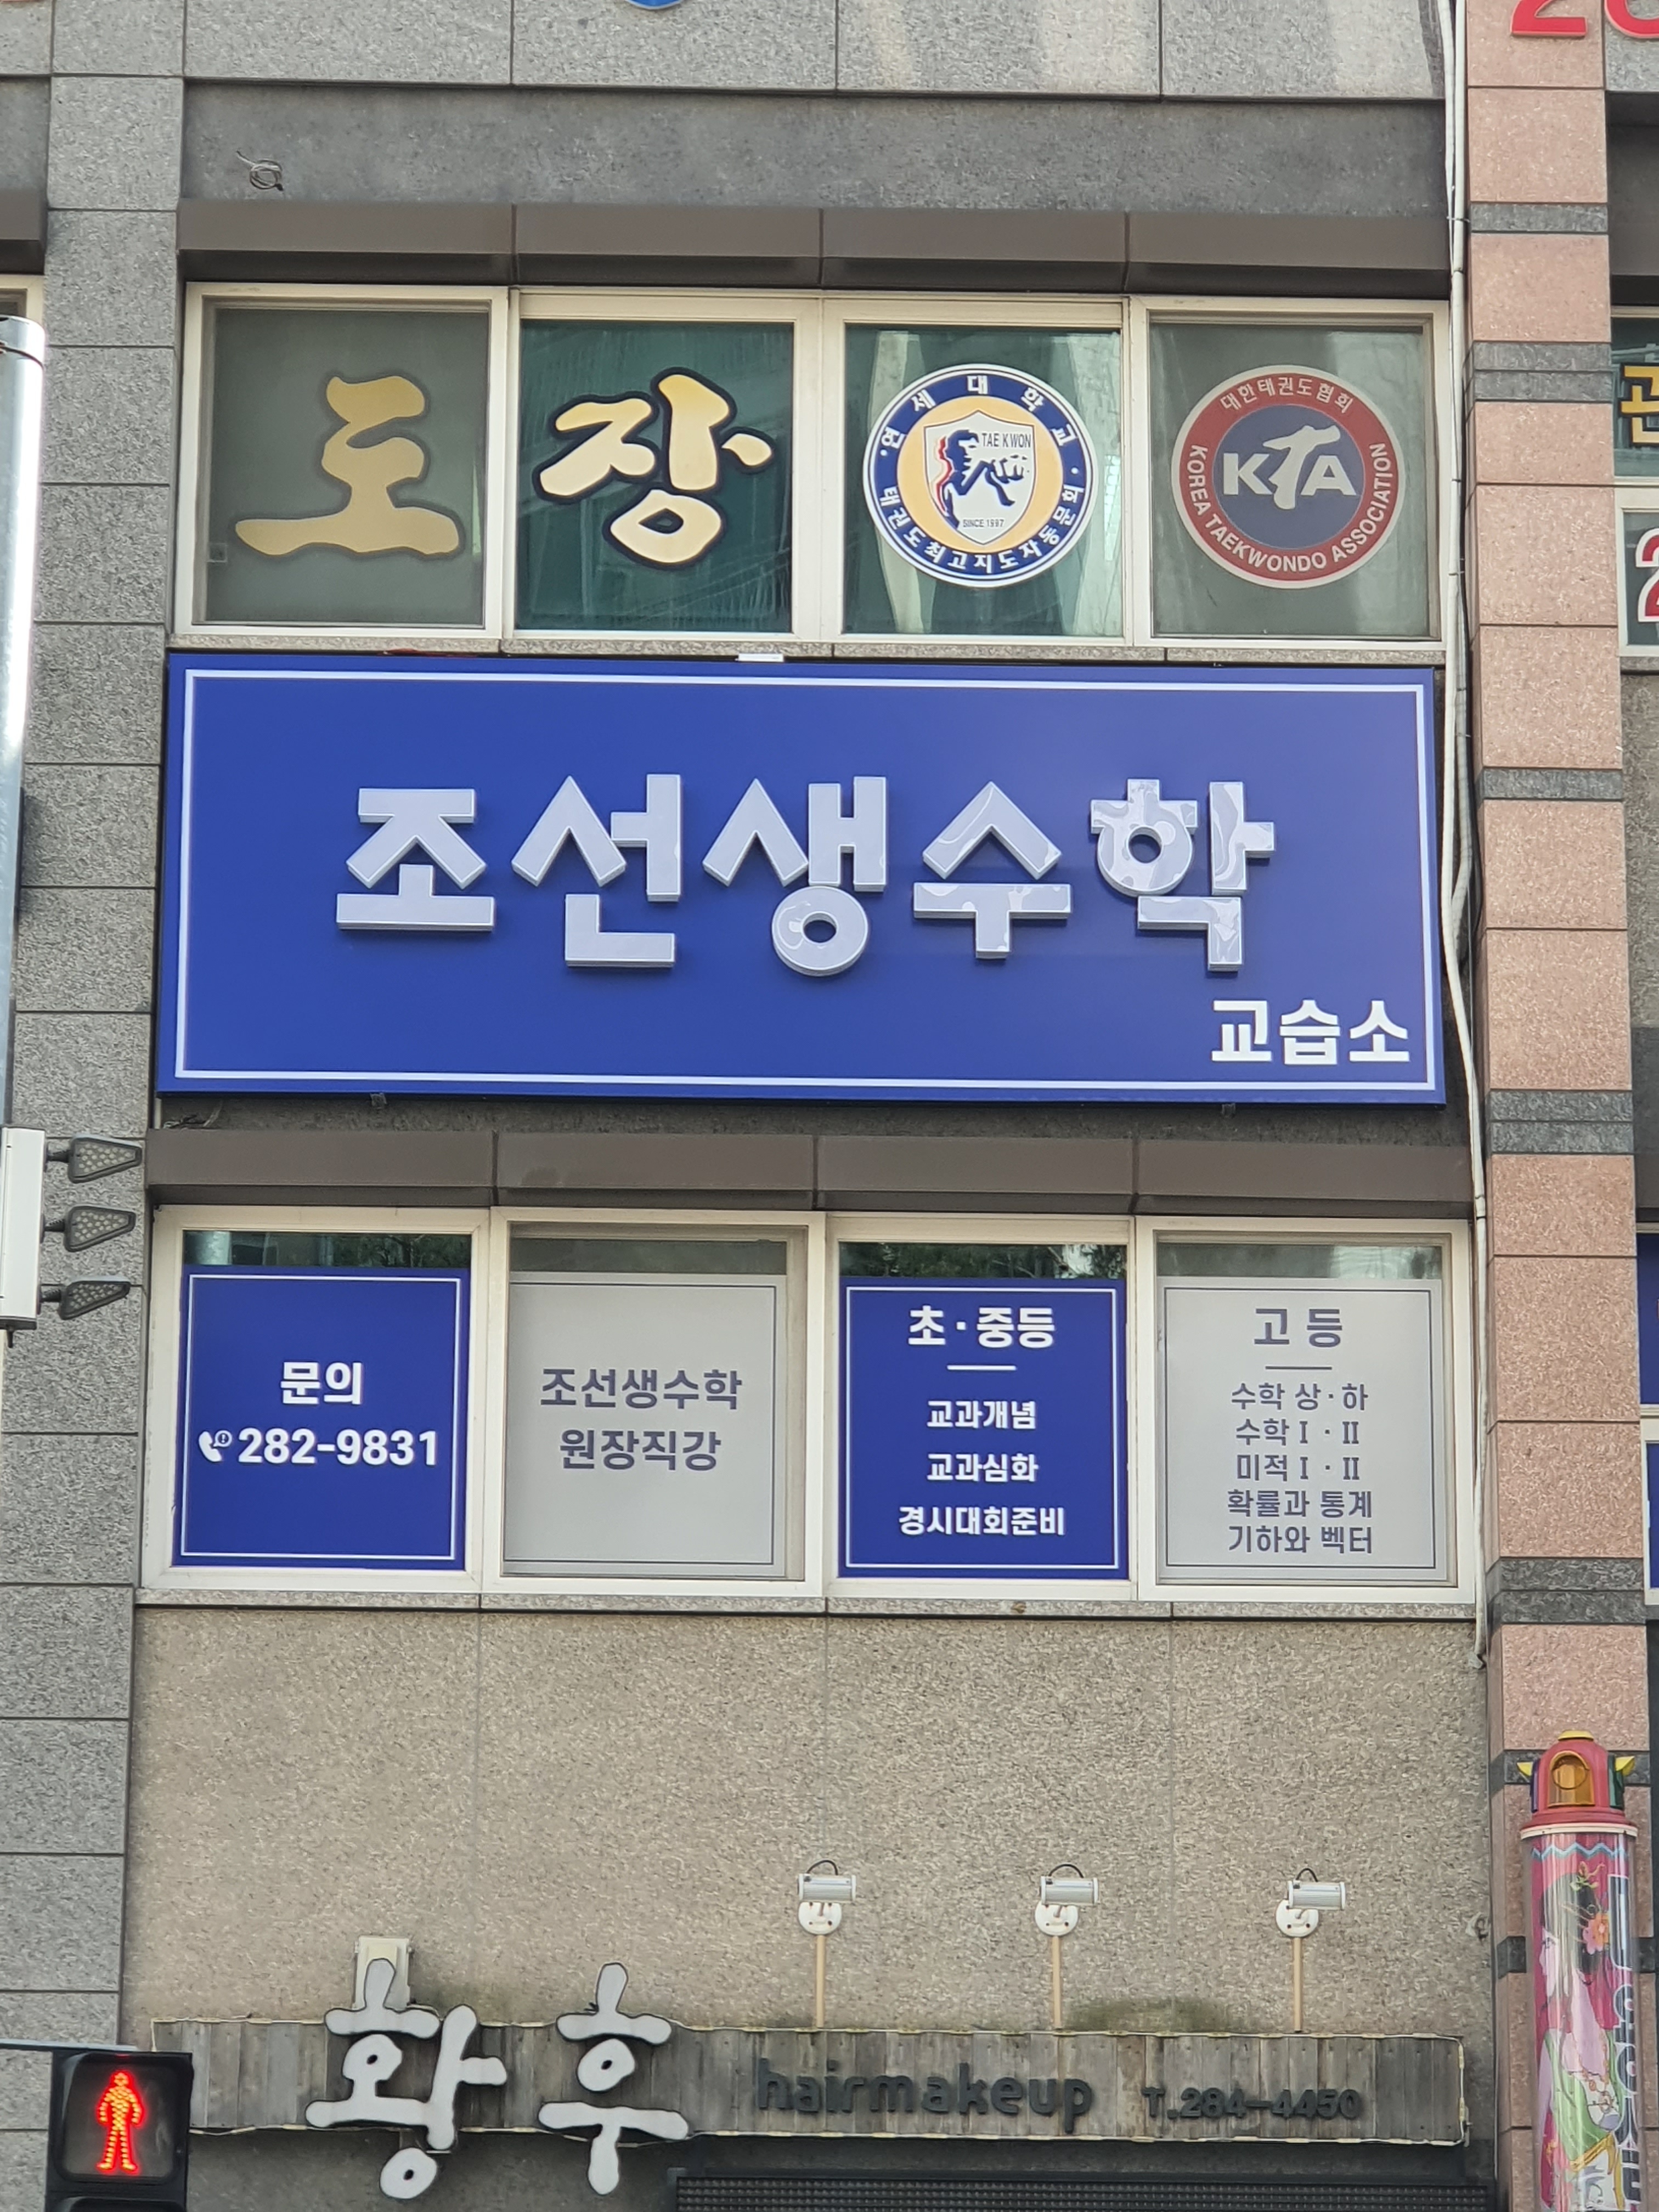 도장
연세대학교
TAE KWON
SINCE 1997
태권도최고지도자동문회
대한태권도협회
KTA
KOREA TAEKWONDO ASSOCIATION
조선생수학
교습소
문의
282-9831
조선생수학
원장직강
초·중등
교과개념
교과심화
경시대회준비
고등
수학 상·하
수학 I · II
미적 I · II
확률과 통계
기하와 벡터
황후 hairmakeup T.284-4450